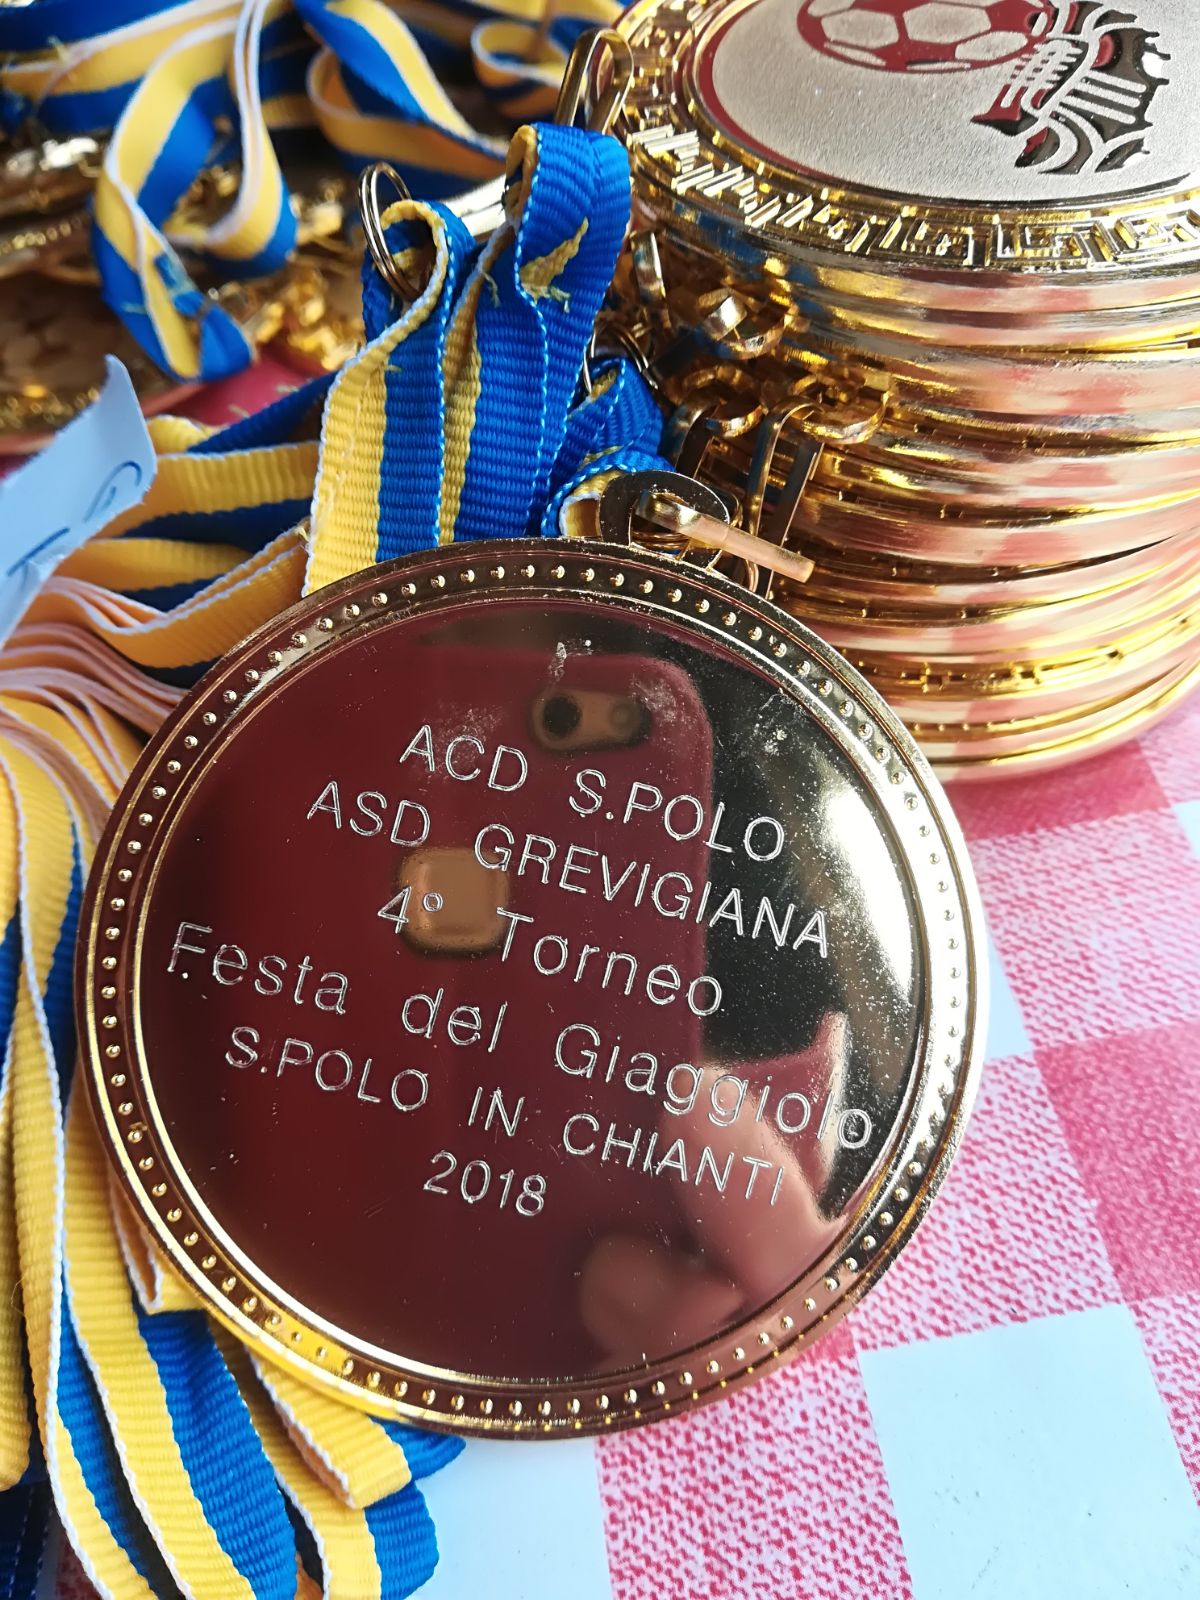 ACD S.POLO
ASD GREVIGIANA
4° Torneo
Festa del Giaggiolo
S.POLO IN CHIANTI
2018